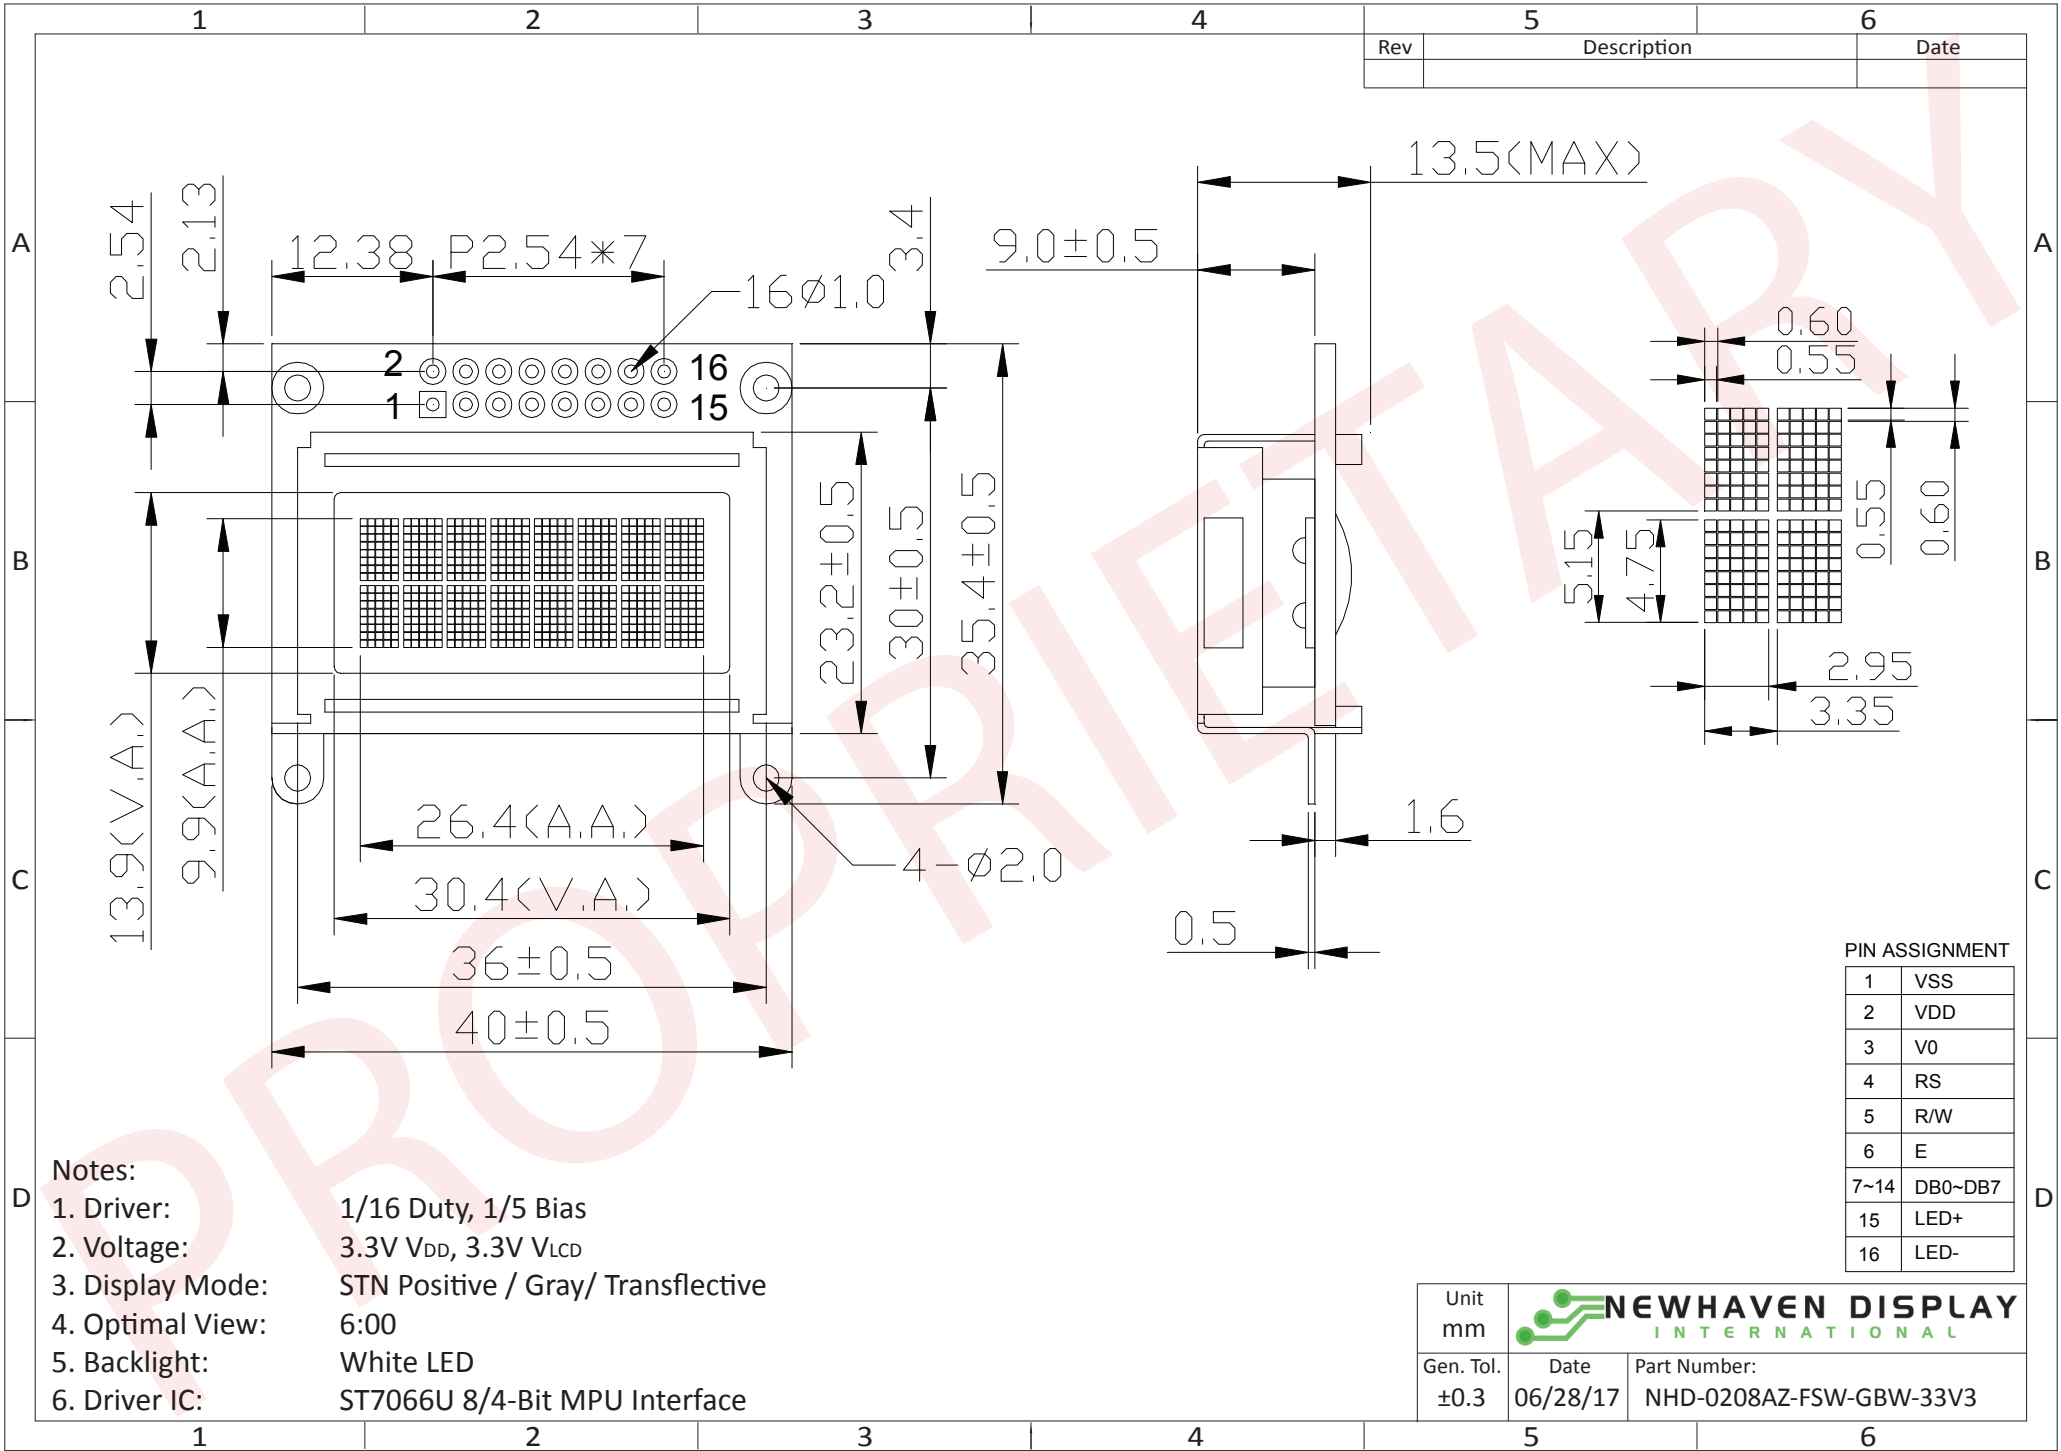 1 2 3 4 5 6
Rev Description Date
A A
B B
C C
D D
PROPRIETARY
2.54
2.13
12.38
P2.54*7
16ø1.0
3.4
2
16
1
15
13.9(V.A.)
9.9(A.A.)
23.2±0.5
30±0.5
35.4±0.5
26.4(A.A.)
30.4(V.A.)
36±0.5
40±0.5
4-ø2.0
13.5(MAX)
9.0±0.5
1.6
0.5
0.60
0.55
0.55
0.60
5.15
4.75
2.95
3.35
PIN ASSIGNMENT
1 VSS
2 VDD
3 V0
4 RS
5 R/W
6 E
7~14 DB0~DB7
15 LED+
16 LED-
Notes:
1. Driver: 1/16 Duty, 1/5 Bias
2. Voltage: 3.3V VDD, 3.3V VLCD
3. Display Mode: STN Positive / Gray/ Transflective
4. Optimal View: 6:00
5. Backlight: White LED
6. Driver IC: ST7066U 8/4-Bit MPU Interface
Unit
mm
NEWHAVEN DISPLAY
INTERNATIONAL
Gen. Tol.
±0.3
Date
06/28/17
Part Number:
NHD-0208AZ-FSW-GBW-33V3
1 2 3 4 5 6